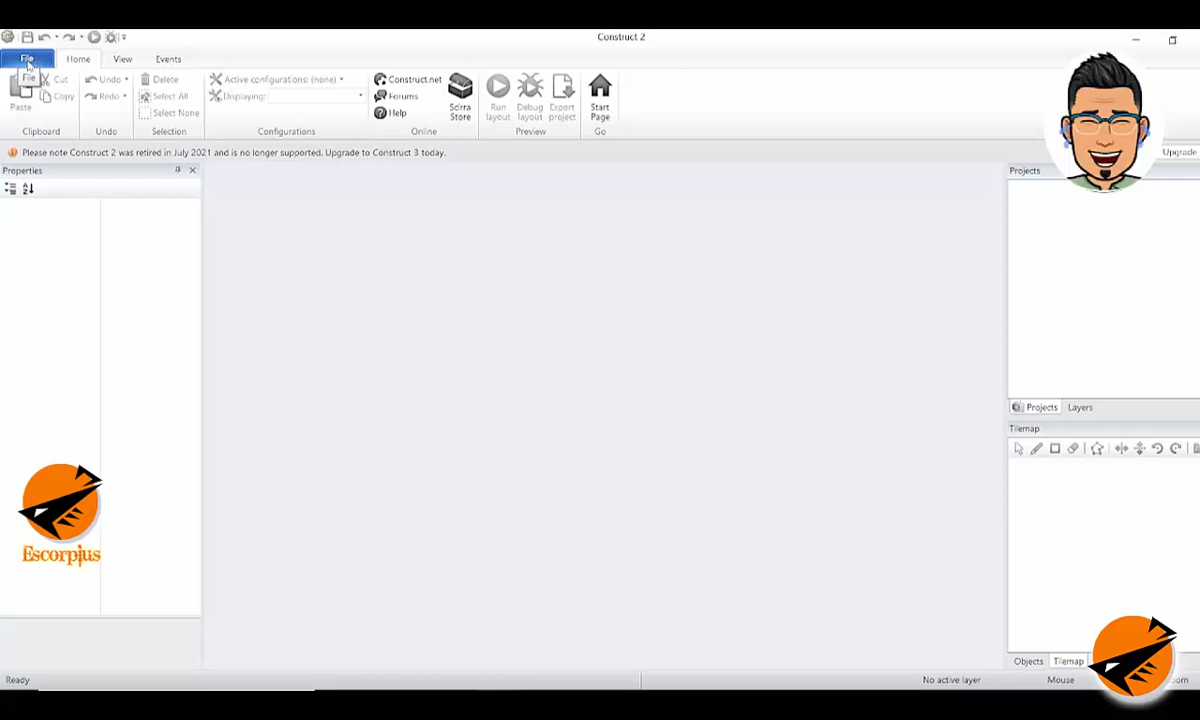 Construct 2
File Home View Events
File
Paste
Cut
Copy
Clipboard
Undo
Redo
Undo
Delete
Select All
Select None
Selection
Active configurations: (none)
Displaying:
Configurations
Construct.net
Forums
Help
Scirra
Store
Online
Run
layout
Debug
layout
Export
project
Preview
Start
Page
Go
Please note Construct 2 was retired in July 2021 and is no longer supported. Upgrade to Construct 3 today.
Upgrade
Properties
Projects
Projects Layers
Tilemap
Escorpius
Objects Tilemap
Ready
No active layer
Mouse